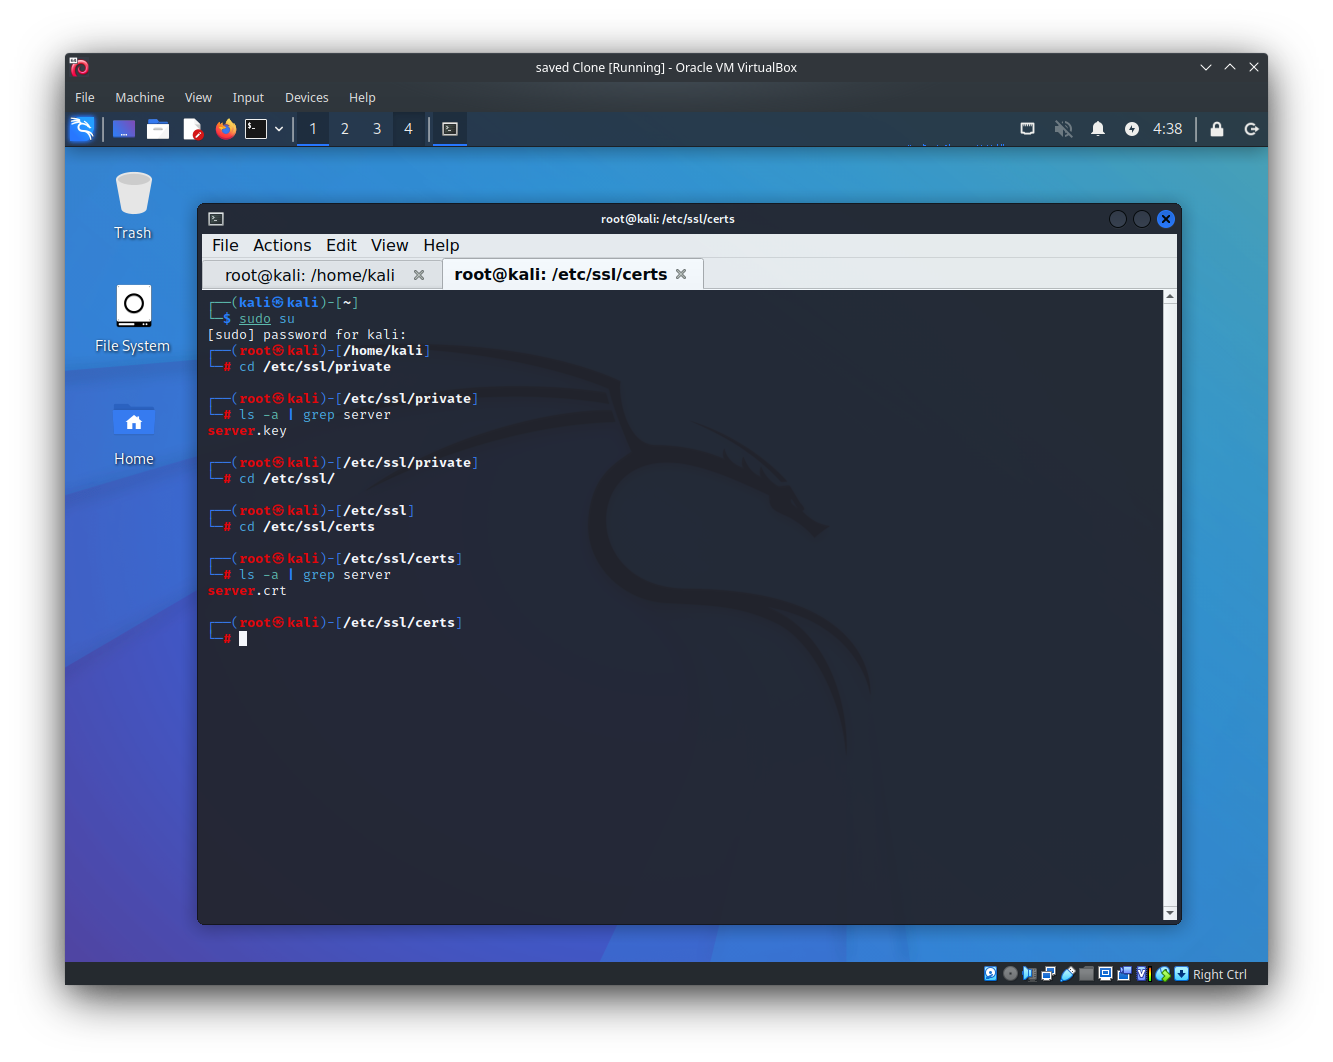 saved Clone [Running] - Oracle VM VirtualBox
File Machine View Input Devices Help
1 2 3 4 4:38
Trash
File System
Home
root@kali: /etc/ssl/certs
File Actions Edit View Help
root@kali: /home/kali root@kali: /etc/ssl/certs
┌──(kali㉿kali)-[~]
└─$ sudo su
[sudo] password for kali:
┌──(root㉿kali)-[/home/kali]
└─# cd /etc/ssl/private
┌──(root㉿kali)-[/etc/ssl/private]
└─# ls -a | grep server
server.key
┌──(root㉿kali)-[/etc/ssl/private]
└─# cd /etc/ssl/
┌──(root㉿kali)-[/etc/ssl]
└─# cd /etc/ssl/certs
┌──(root㉿kali)-[/etc/ssl/certs]
└─# ls -a | grep server
server.crt
┌──(root㉿kali)-[/etc/ssl/certs]
└─#
Right Ctrl